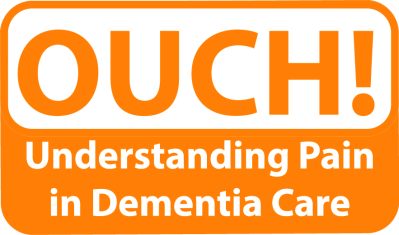 OUCH!
Understanding Pain
in Dementia Care